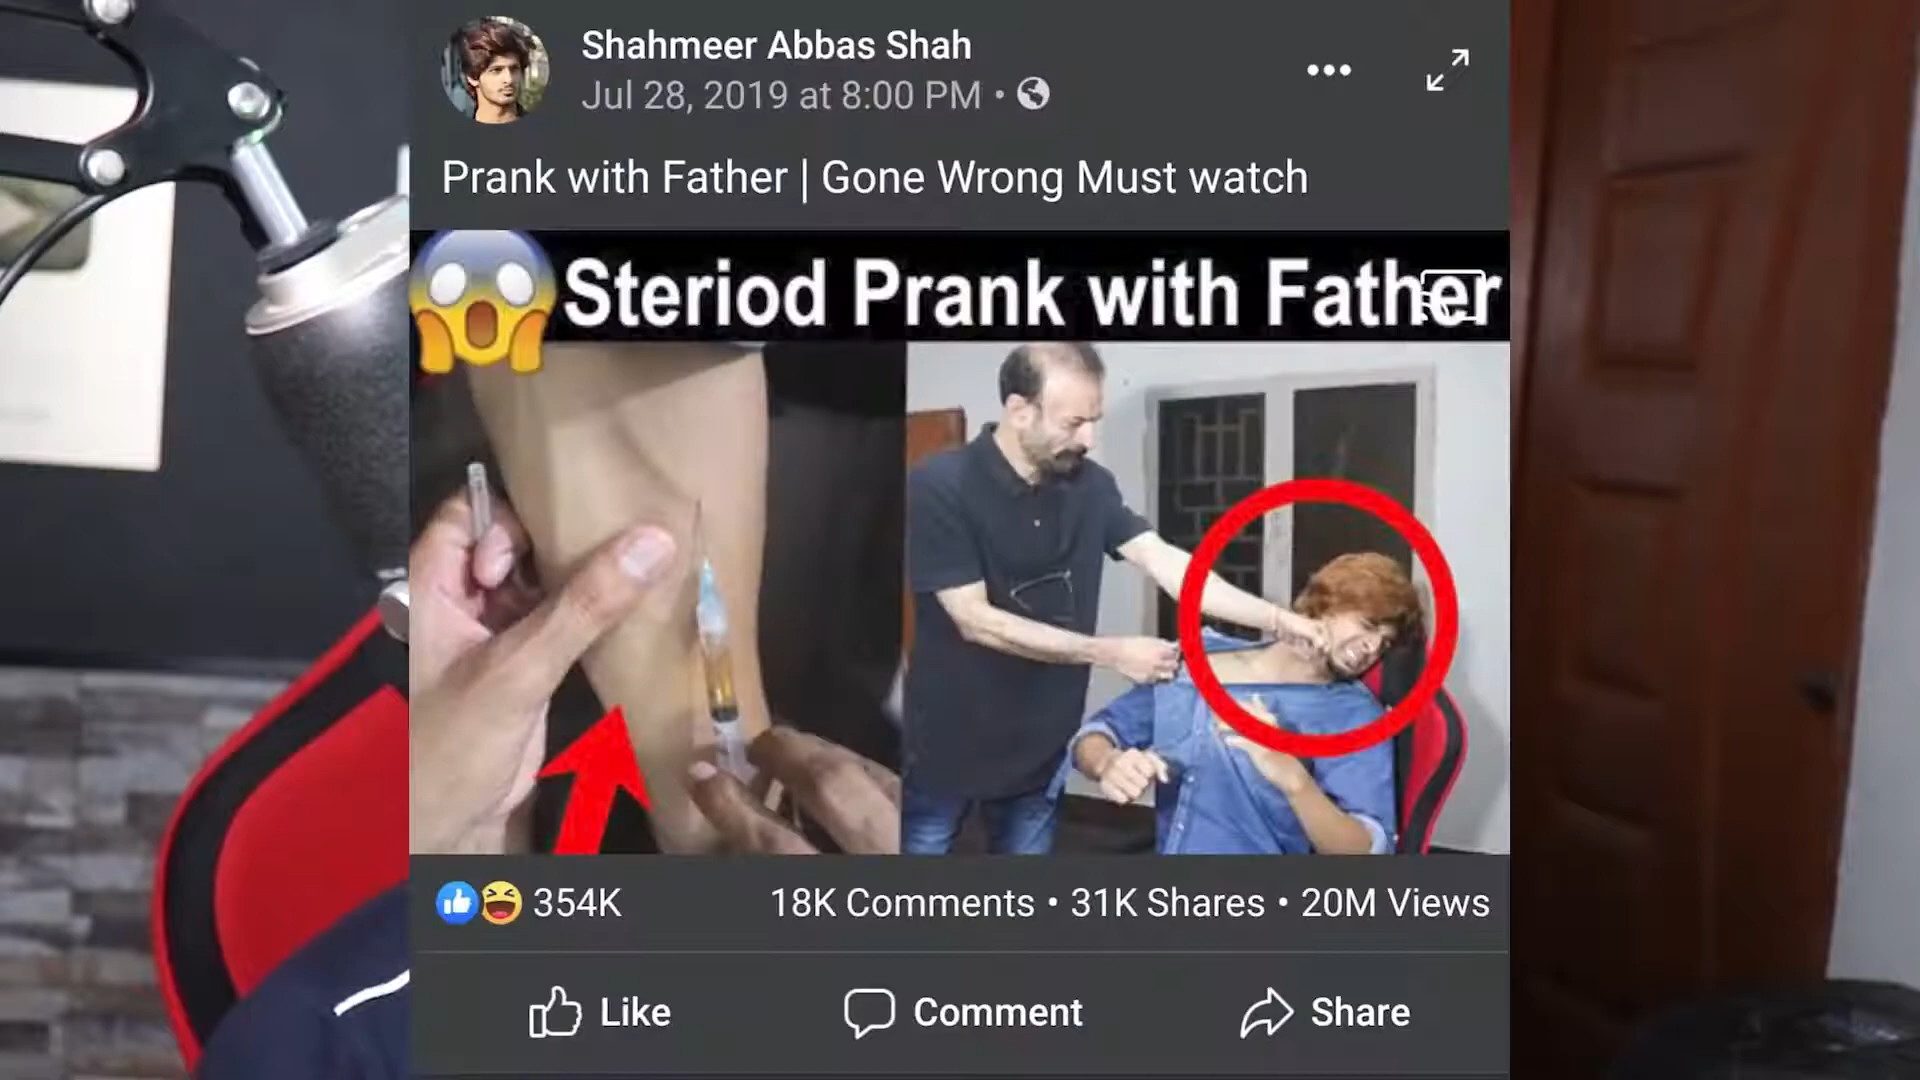 Shahmeer Abbas Shah
Jul 28, 2019 at 8:00 PM •
Prank with Father | Gone Wrong Must watch
Steriod Prank with Father
354K
18K Comments • 31K Shares • 20M Views
Like
Comment
Share